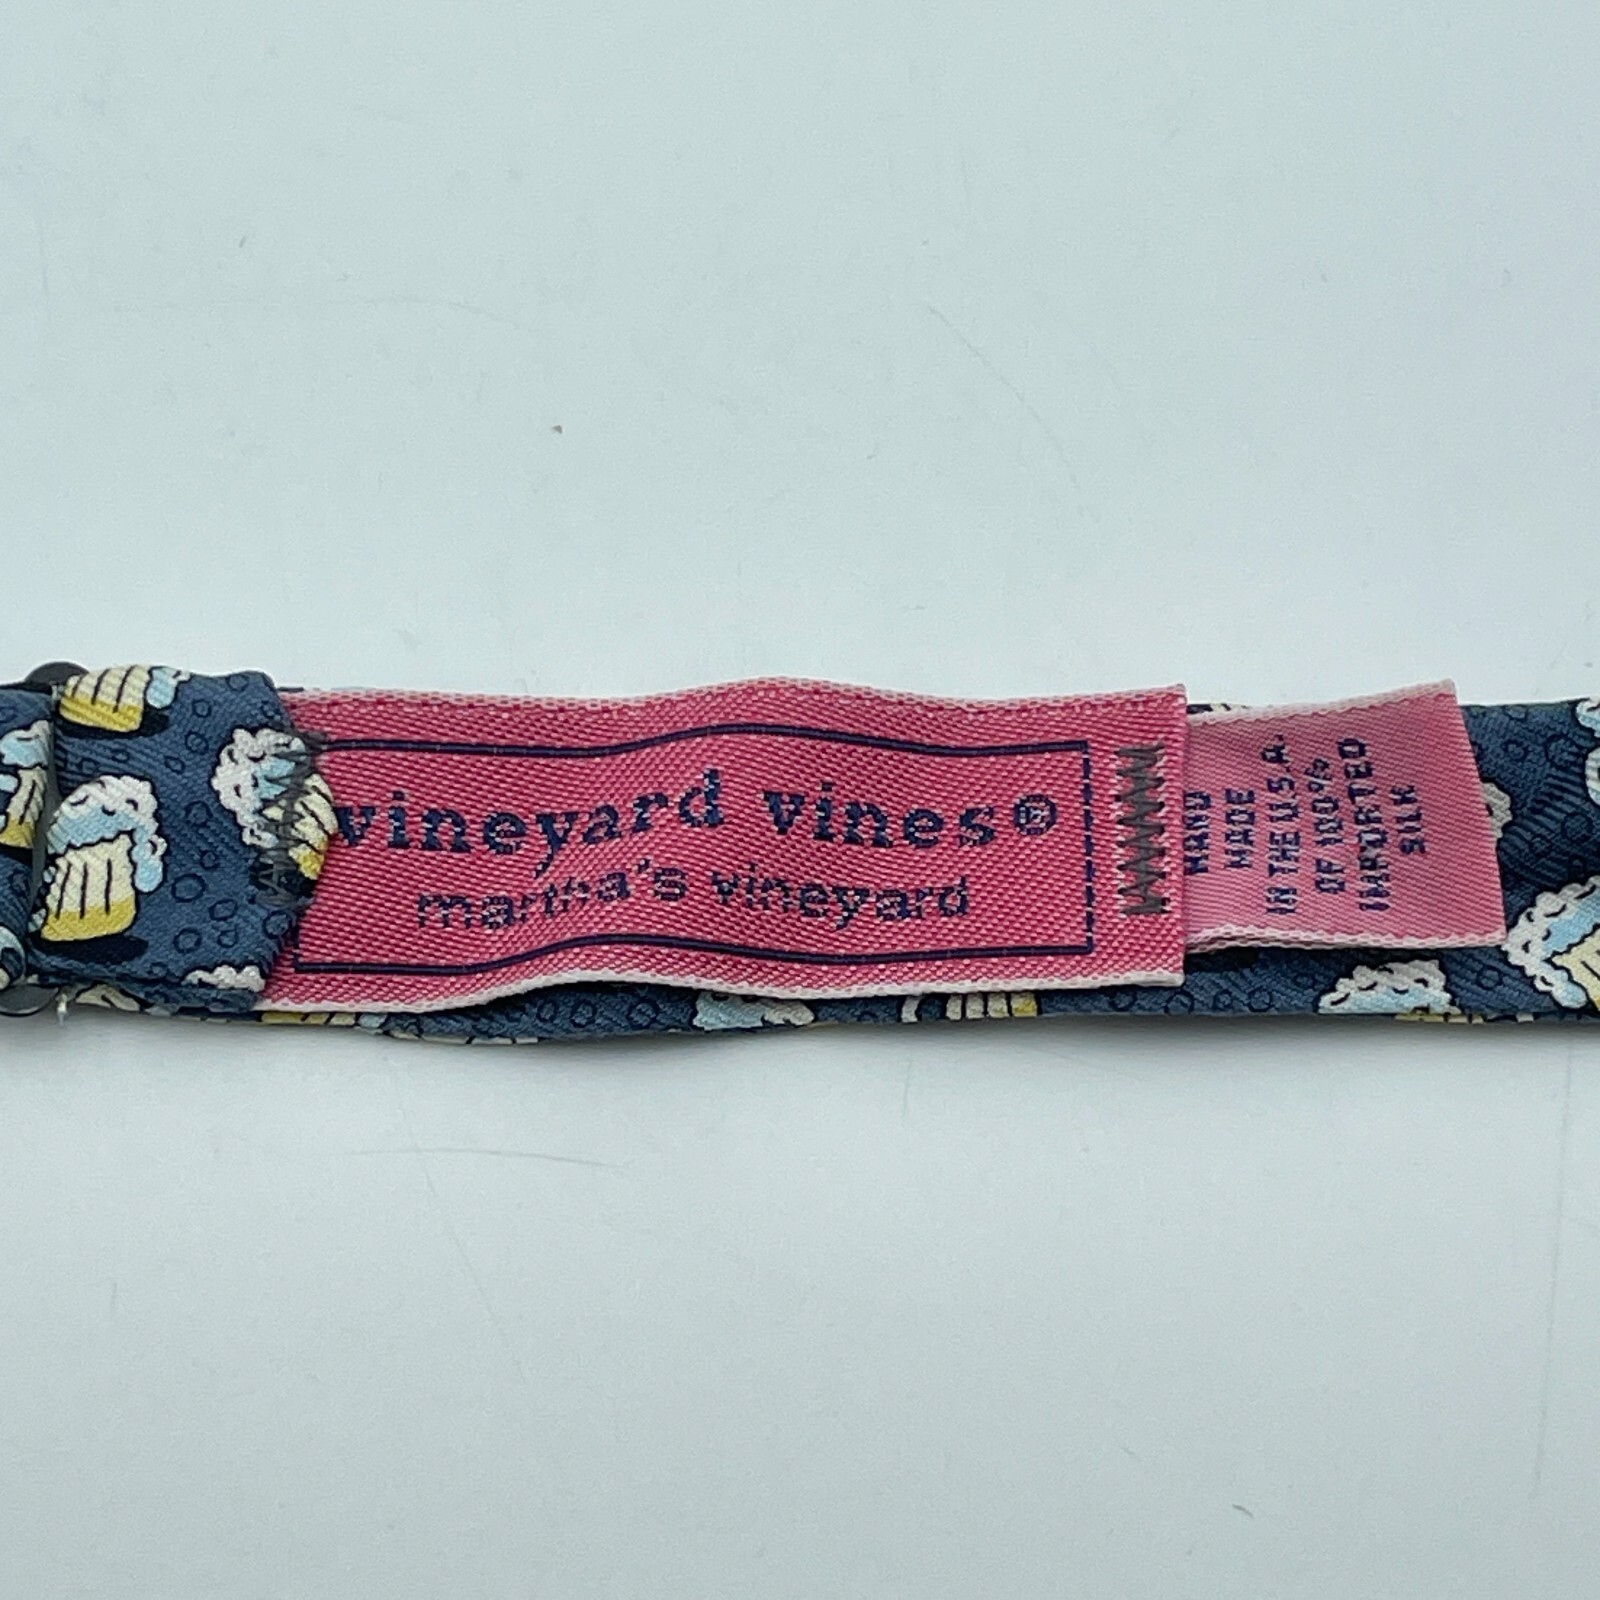 vineyard vines®
martha's vineyard
HAND
MADE
IN THE U.S.A.
OF 100%
IMPORTED
SILK